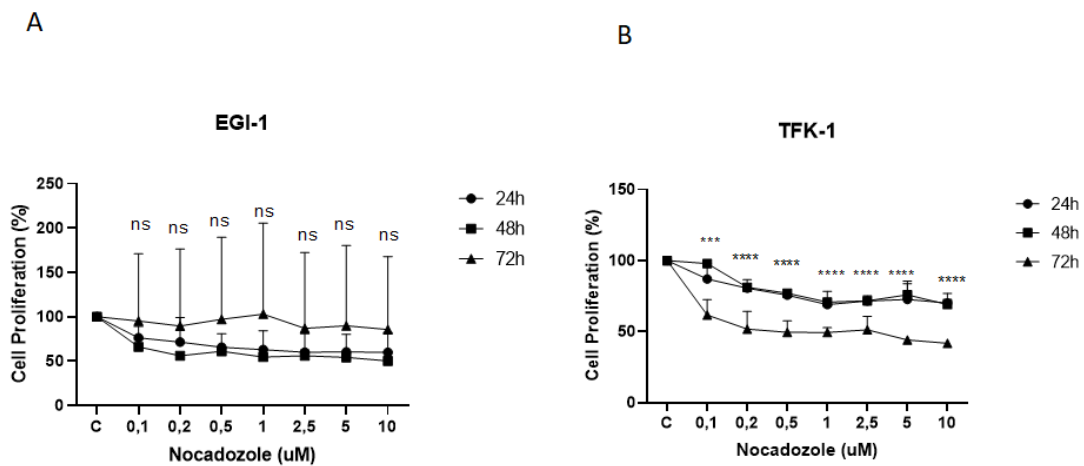 A
B
EGI-1
TFK-1
Cell Proliferation (%)
250
200
150
100
50
0
ns ns ns ns ns ns ns
24h
48h
72h
C 0,1 0,2 0,5 1 2,5 5 10
Nocadozole (uM)
Cell Proliferation (%)
150
100
50
0
*** **** **** **** **** **** ****
24h
48h
72h
C 0,1 0,2 0,5 1 2,5 5 10
Nocadozole (uM)